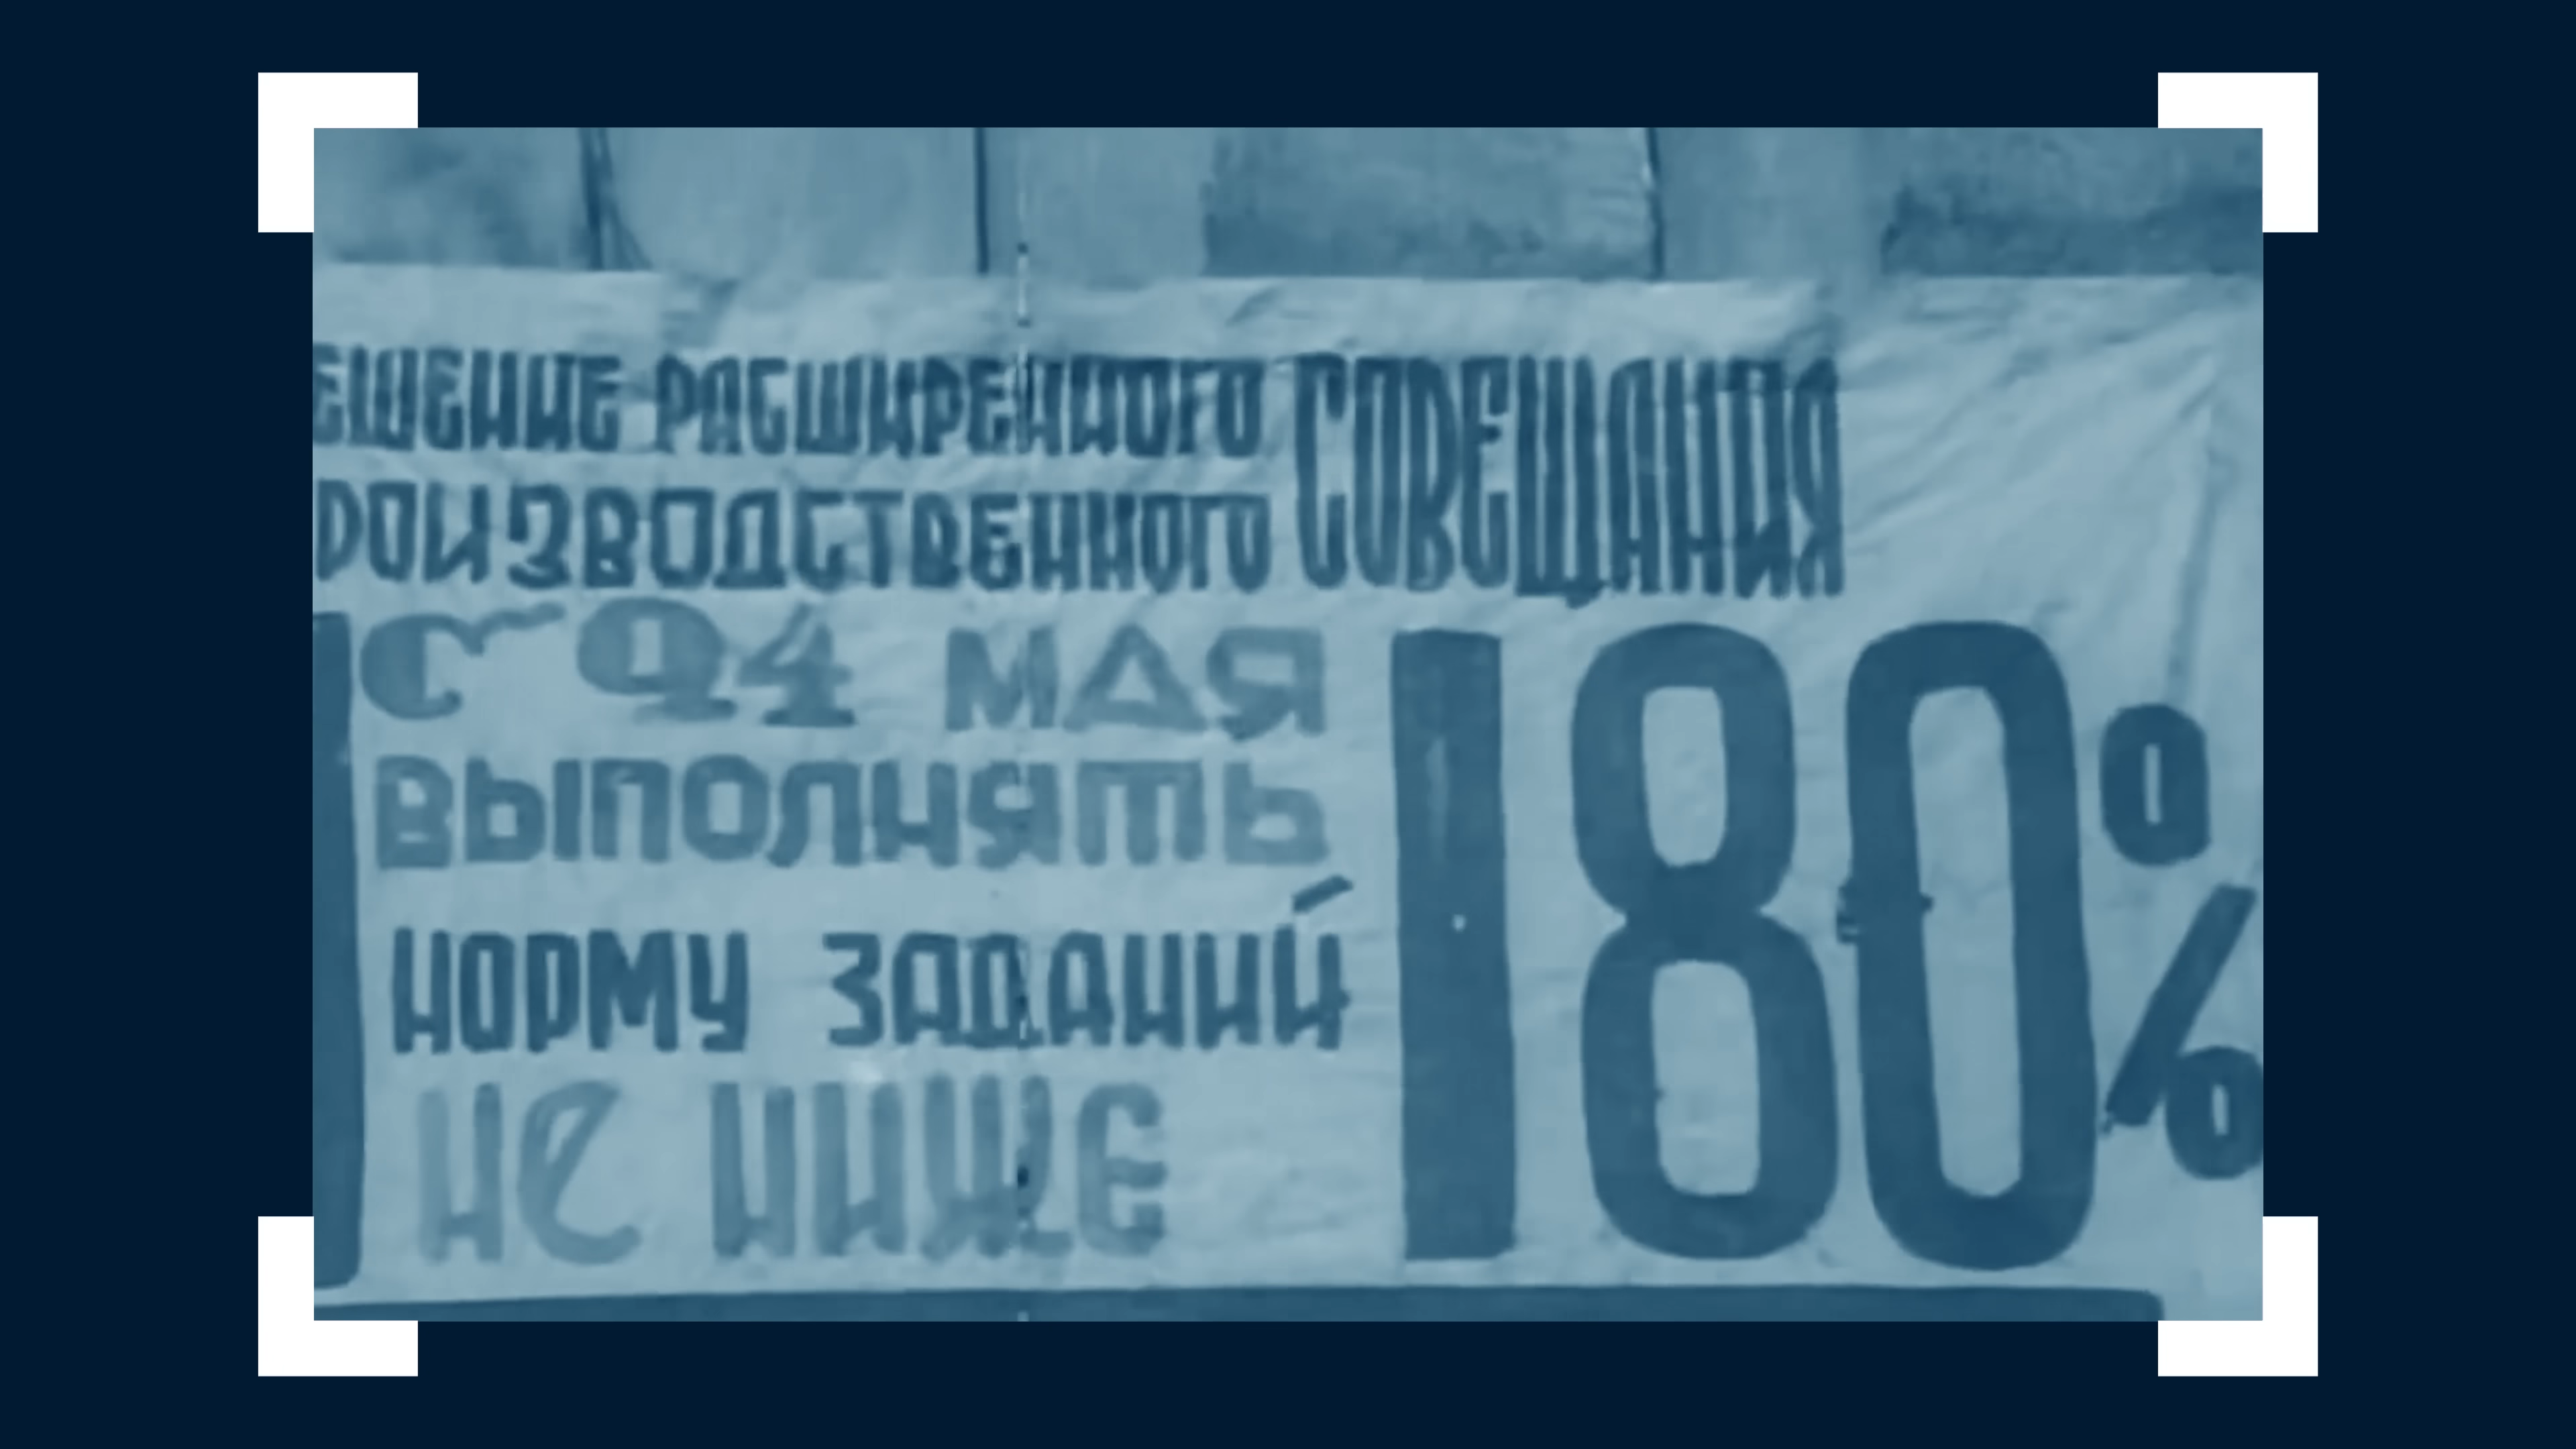 ЕШЕНИЕ РАСШИРЕННОГО СОВЕЩАНИЯ
РОИЗВОДСТВЕННОГО
С 24 МАЯ
ВЫПОЛНЯТЬ
НОРМУ ЗАДАНИЙ
НЕ НИЖЕ
180%